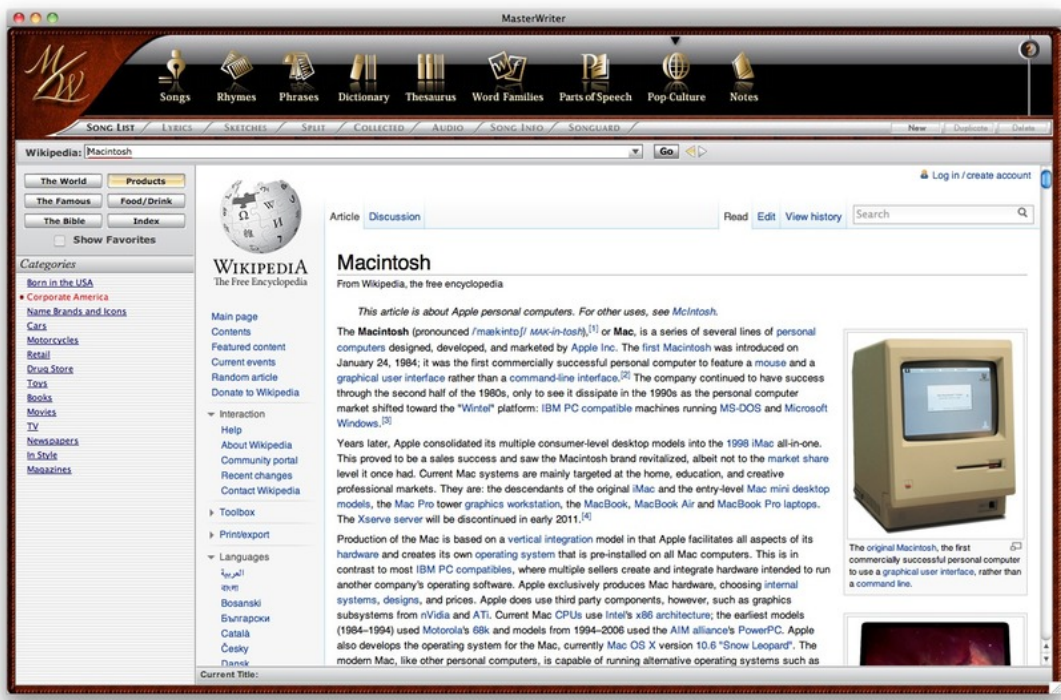 MasterWriter
MW
Songs Rhymes Phrases Dictionary Thesaurus Word Families Parts of Speech Pop-Culture Notes
?
SONG LIST / LYRICS / SKETCHES / SPLIT / COLLECTED / AUDIO / SONG INFO / SONGUARD /
New Duplicate Delete
Wikipedia: Macintosh Go
The World Products
The Famous Food/Drink
The Bible Index
Show Favorites
Categories
Born in the USA
Corporate America
Name Brands and Icons
Cars
Motorcycles
Retail
Drug Store
Toys
Books
Movies
TV
Newspapers
In Style
Magazines
WIKIPEDIA
The Free Encyclopedia
Main page
Contents
Featured content
Current events
Random article
Donate to Wikipedia
Interaction
Help
About Wikipedia
Community portal
Recent changes
Contact Wikipedia
Toolbox
Print/export
Languages
العربية
বাংলা
Bosanski
Български
Català
Česky
Dansk
Log in / create account
Article Discussion Read Edit View history Search
Macintosh
From Wikipedia, the free encyclopedia
This article is about Apple personal computers. For other uses, see McIntosh.
The Macintosh (pronounced /ˈmækɪntɒʃ/ MAK-in-tosh),[1] or Mac, is a series of several lines of personal
computers designed, developed, and marketed by Apple Inc. The first Macintosh was introduced on
January 24, 1984; it was the first commercially successful personal computer to feature a mouse and a
graphical user interface rather than a command-line interface.[2] The company continued to have success
through the second half of the 1980s, only to see it dissipate in the 1990s as the personal computer
market shifted toward the "Wintel" platform: IBM PC compatible machines running MS-DOS and Microsoft
Windows.[3]
Years later, Apple consolidated its multiple consumer-level desktop models into the 1998 iMac all-in-one.
This proved to be a sales success and saw the Macintosh brand revitalized, albeit not to the market share
level it once had. Current Mac systems are mainly targeted at the home, education, and creative
professional markets. They are: the descendants of the original iMac and the entry-level Mac mini desktop
models, the Mac Pro tower graphics workstation, the MacBook, MacBook Air and MacBook Pro laptops.
The Xserve server will be discontinued in early 2011.[4]
Production of the Mac is based on a vertical integration model in that Apple facilitates all aspects of its
hardware and creates its own operating system that is pre-installed on all Mac computers. This is in
contrast to most IBM PC compatibles, where multiple sellers create and integrate hardware intended to run
another company's operating software. Apple exclusively produces Mac hardware, choosing internal
systems, designs, and prices. Apple does use third party components, however, such as graphics
subsystems from nVidia and ATi. Current Mac CPUs use Intel's x86 architecture; the earliest models
(1984–1994) used Motorola's 68k and models from 1994–2006 used the AIM alliance's PowerPC. Apple
also develops the operating system for the Mac, currently Mac OS X version 10.6 "Snow Leopard". The
modern Mac, like other personal computers, is capable of running alternative operating systems such as
The original Macintosh, the first
commercially successful personal computer
to use a graphical user interface, rather than
a command line.
Current Title: